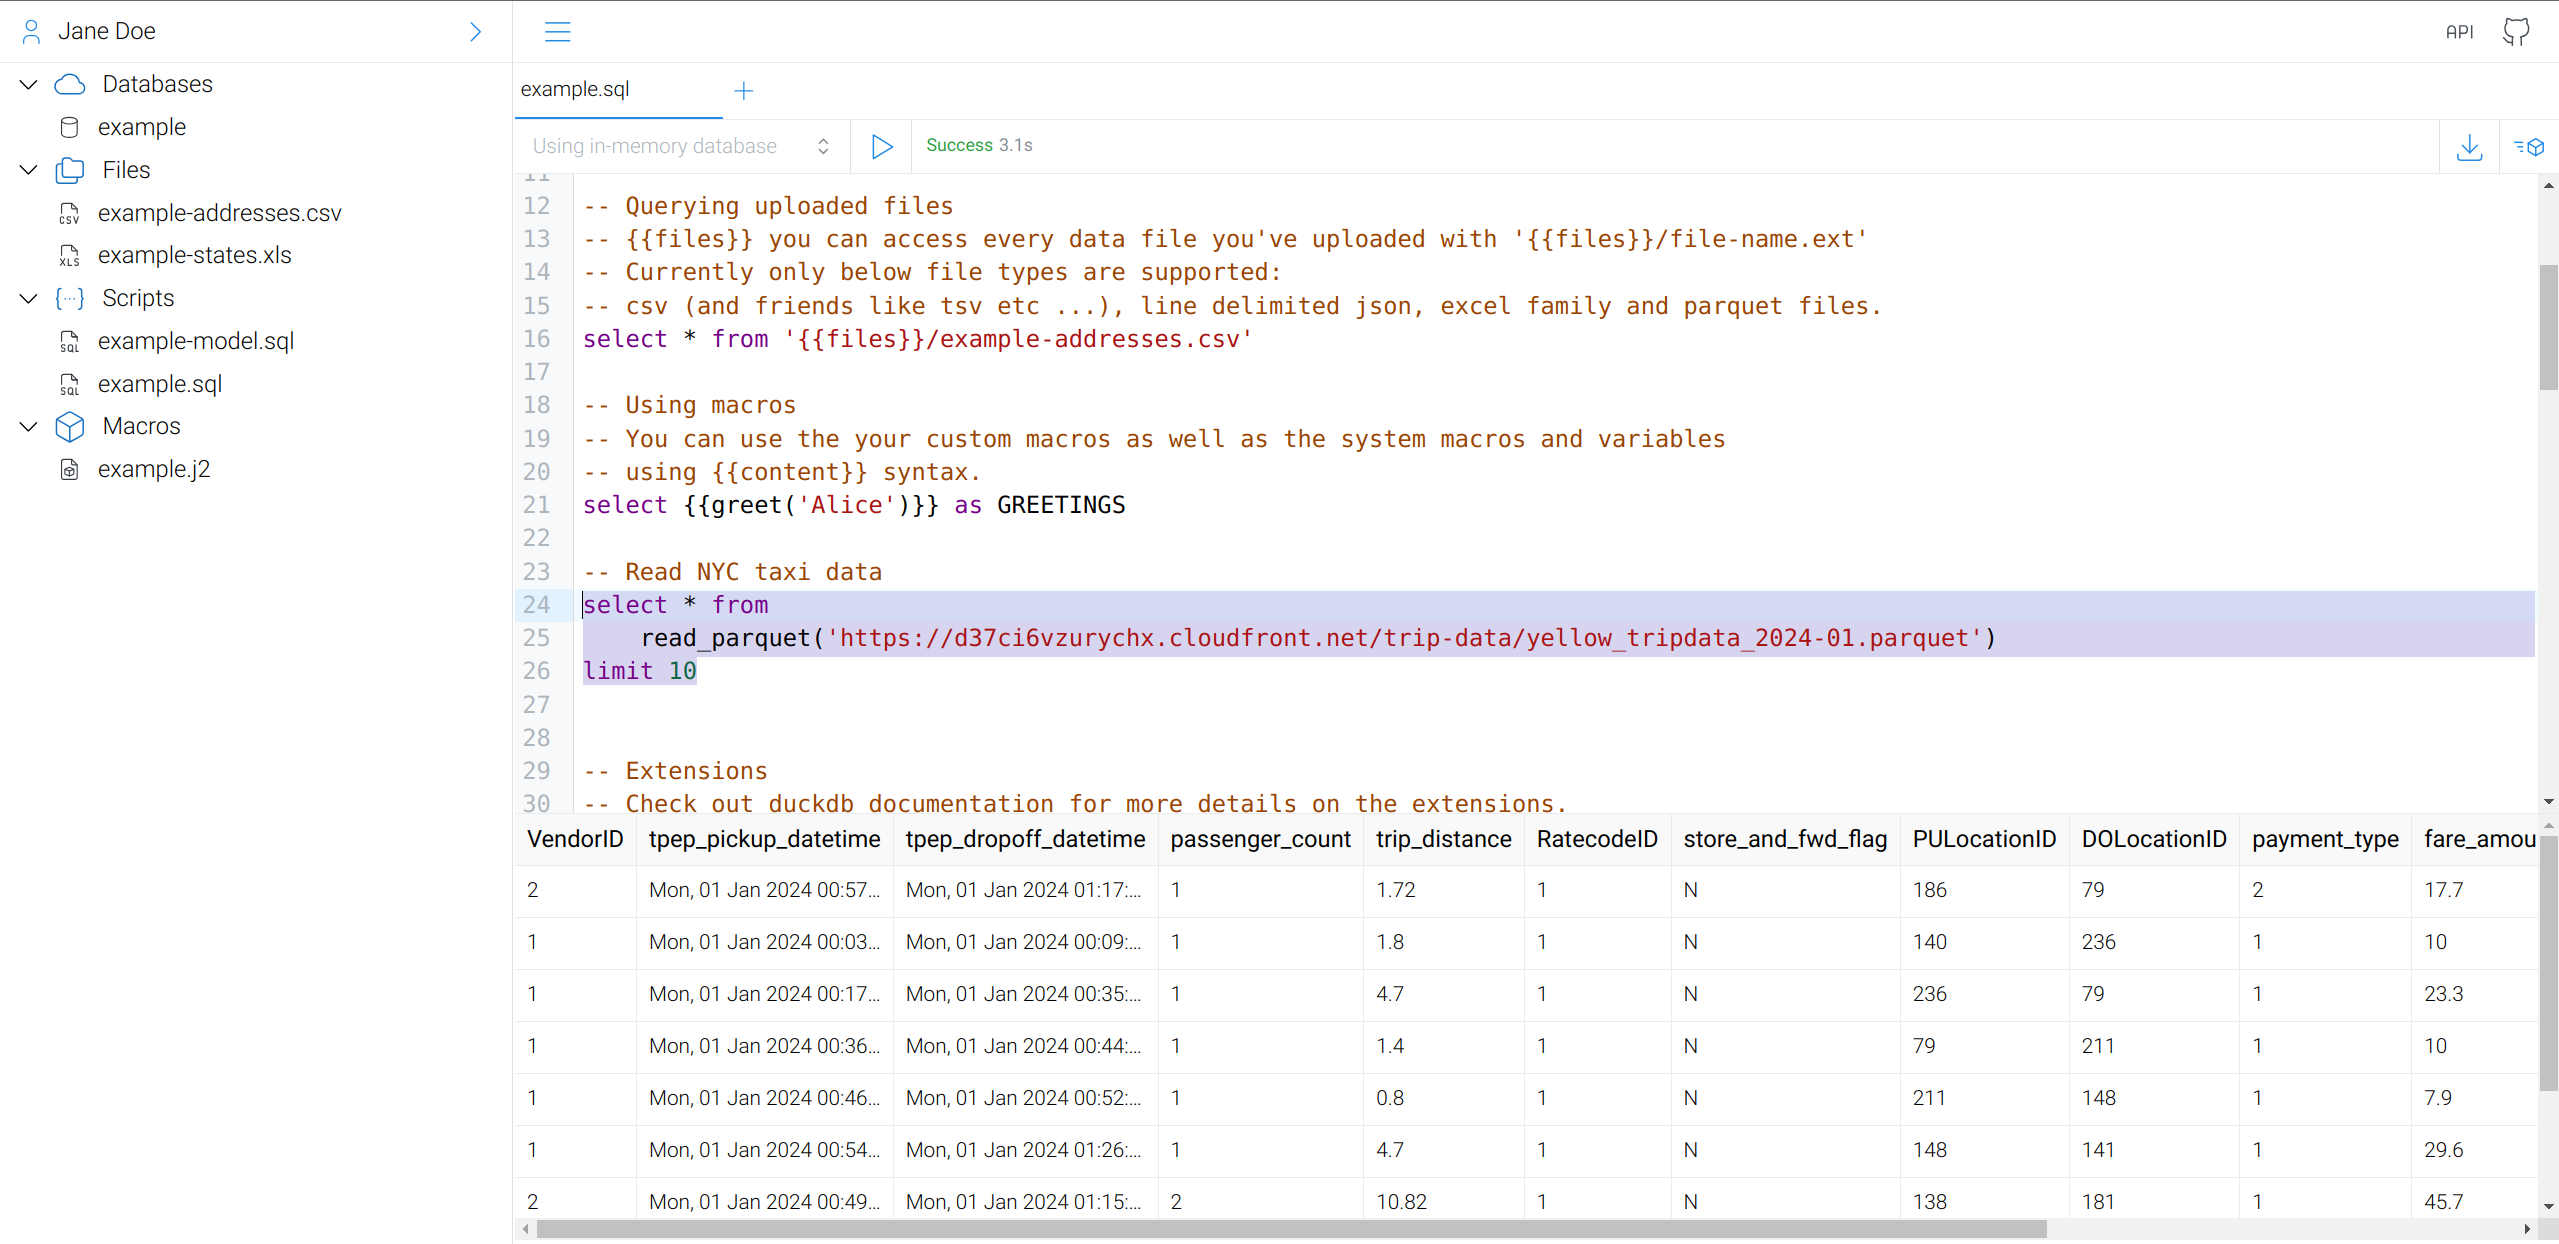 Jane Doe
API
Databases
example
Files
example-addresses.csv
example-states.xls
Scripts
example-model.sql
example.sql
Macros
example.j2
example.sql
Using in-memory database
Success 3.1s
11
12 -- Querying uploaded files
13 -- {{files}} you can access every data file you've uploaded with '{{files}}/file-name.ext'
14 -- Currently only below file types are supported:
15 -- csv (and friends like tsv etc ...), line delimited json, excel family and parquet files.
16 select * from '{{files}}/example-addresses.csv'
17
18 -- Using macros
19 -- You can use the your custom macros as well as the system macros and variables
20 -- using {{content}} syntax.
21 select {{greet('Alice')}} as GREETINGS
22
23 -- Read NYC taxi data
24 select * from
25 read_parquet('https://d37ci6vzurychx.cloudfront.net/trip-data/yellow_tripdata_2024-01.parquet')
26 limit 10
27
28
29 -- Extensions
30 -- Check out duckdb documentation for more details on the extensions.
VendorID tpep_pickup_datetime tpep_dropoff_datetime passenger_count trip_distance RatecodeID store_and_fwd_flag PULocationID DOLocationID payment_type fare_amou
2 Mon, 01 Jan 2024 00:57... Mon, 01 Jan 2024 01:17:... 1 1.72 1 N 186 79 2 17.7
1 Mon, 01 Jan 2024 00:03... Mon, 01 Jan 2024 00:09:... 1 1.8 1 N 140 236 1 10
1 Mon, 01 Jan 2024 00:17... Mon, 01 Jan 2024 00:35:... 1 4.7 1 N 236 79 1 23.3
1 Mon, 01 Jan 2024 00:36... Mon, 01 Jan 2024 00:44:... 1 1.4 1 N 79 211 1 10
1 Mon, 01 Jan 2024 00:46... Mon, 01 Jan 2024 00:52:... 1 0.8 1 N 211 148 1 7.9
1 Mon, 01 Jan 2024 00:54... Mon, 01 Jan 2024 01:26:... 1 4.7 1 N 148 141 1 29.6
2 Mon, 01 Jan 2024 00:49... Mon, 01 Jan 2024 01:15:... 2 10.82 1 N 138 181 1 45.7